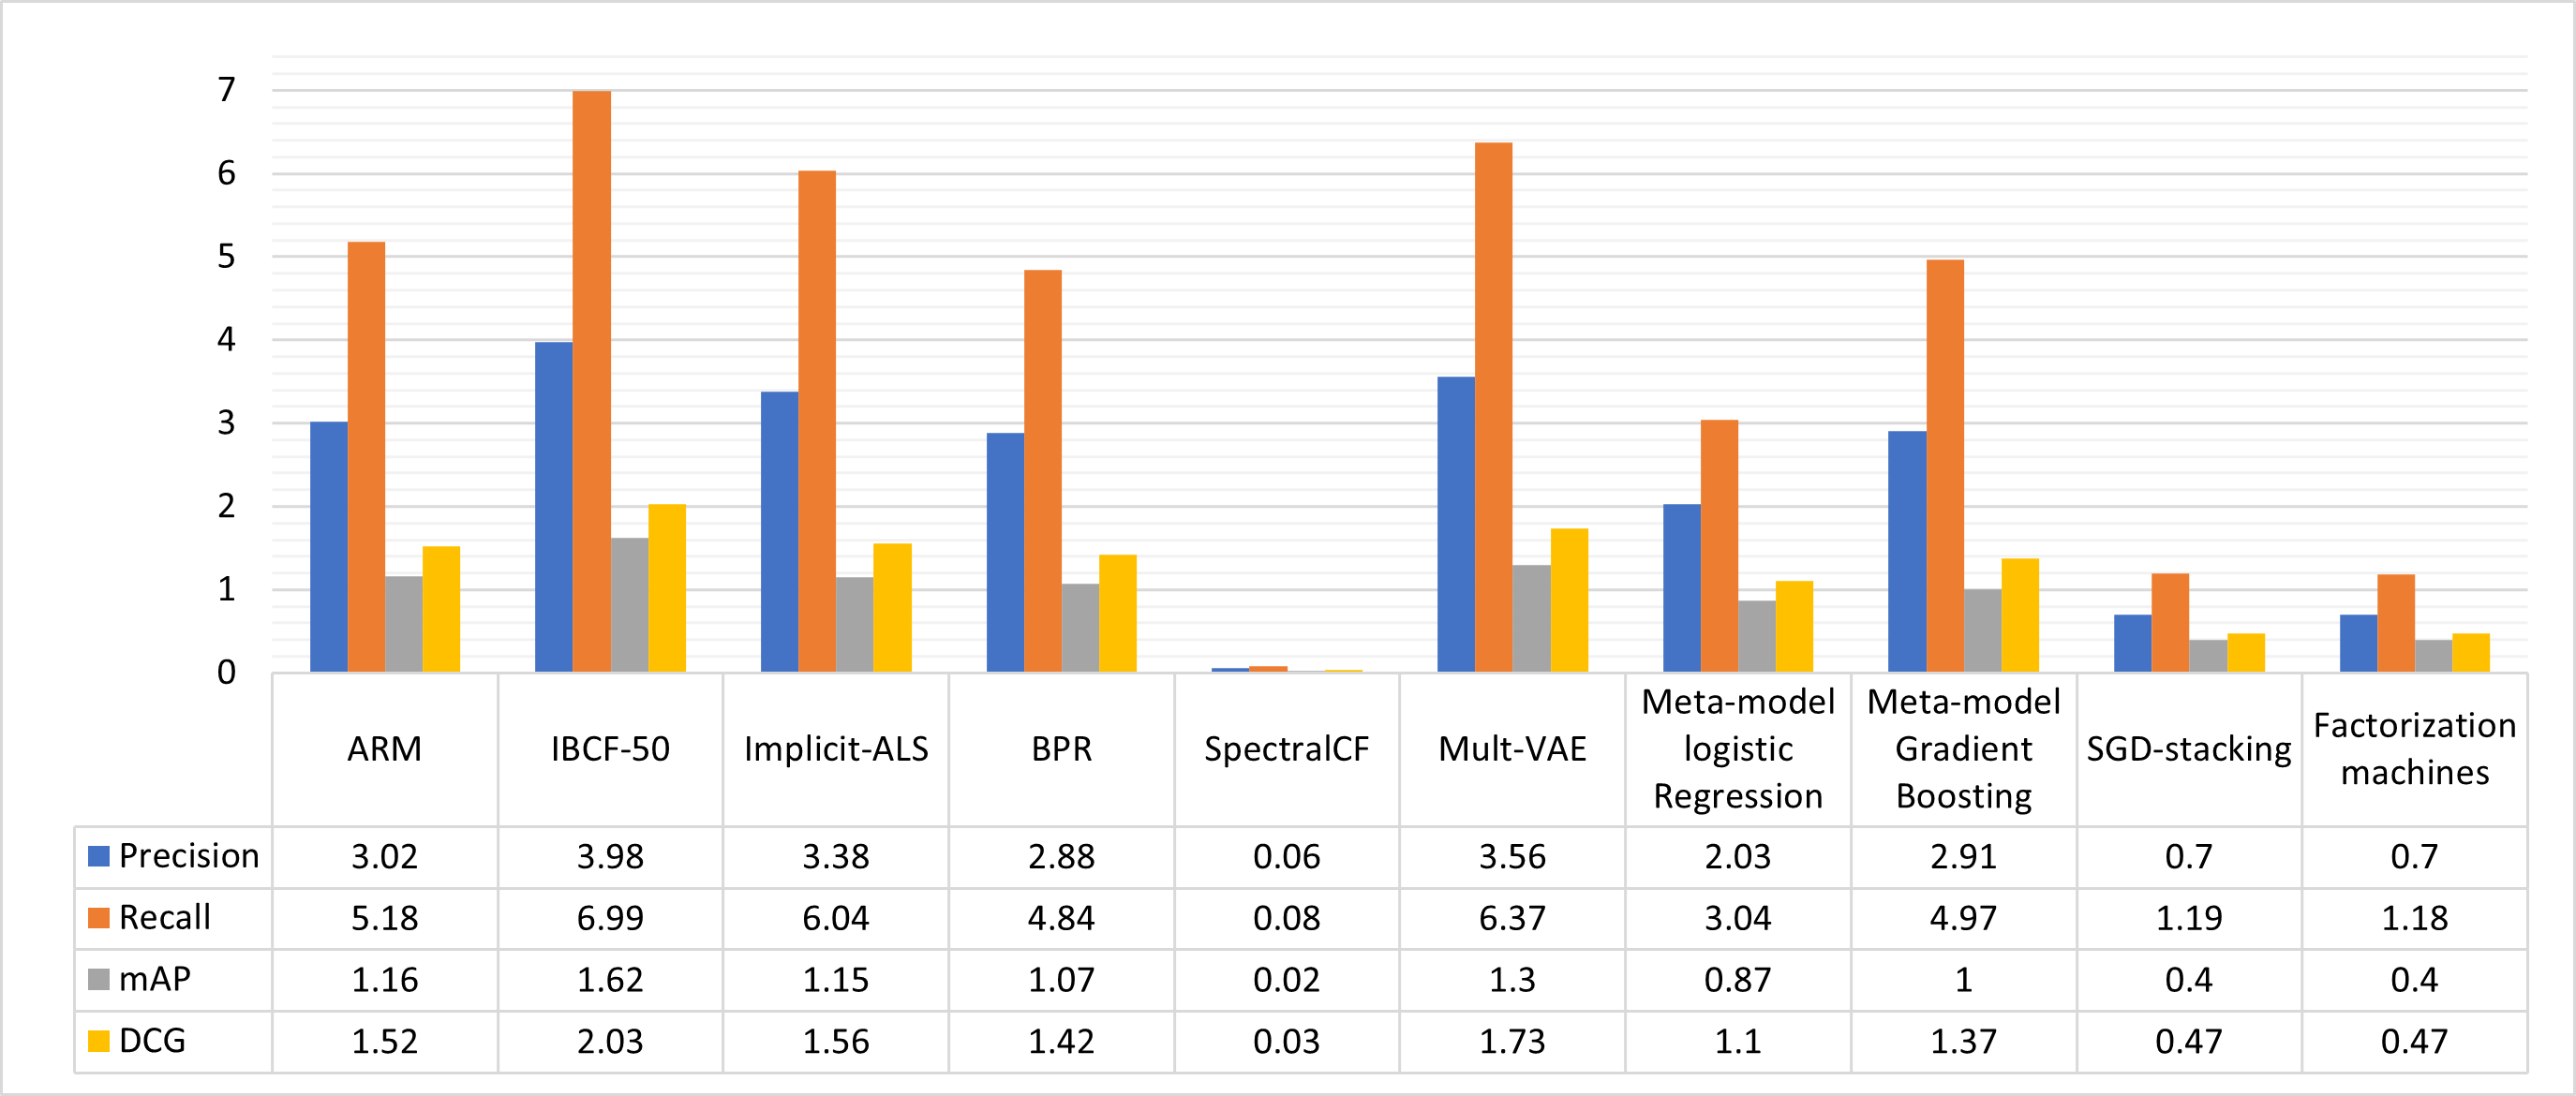 7
6
5
4
3
2
1
0
ARM
IBCF-50
Implicit-ALS
BPR
SpectralCF
Mult-VAE
Meta-model
logistic
Regression
Meta-model
Gradient
Boosting
SGD-stacking
Factorization
machines
Precision 3.02 3.98 3.38 2.88 0.06 3.56 2.03 2.91 0.7 0.7
Recall 5.18 6.99 6.04 4.84 0.08 6.37 3.04 4.97 1.19 1.18
mAP 1.16 1.62 1.15 1.07 0.02 1.3 0.87 1 0.4 0.4
DCG 1.52 2.03 1.56 1.42 0.03 1.73 1.1 1.37 0.47 0.47